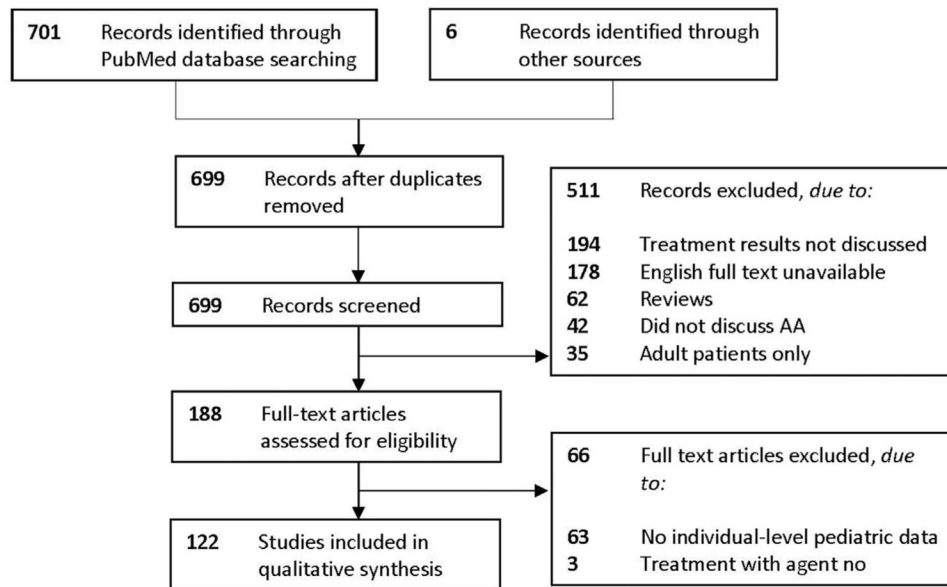 701 Records identified through
PubMed database searching
6 Records identified through
other sources
699 Records after duplicates
removed
511 Records excluded, due to:
194 Treatment results not discussed
178 English full text unavailable
62 Reviews
42 Did not discuss AA
35 Adult patients only
699 Records screened
188 Full-text articles
assessed for eligibility
66 Full text articles excluded, due
to:
63 No individual-level pediatric data
3 Treatment with agent no
122 Studies included in
qualitative synthesis